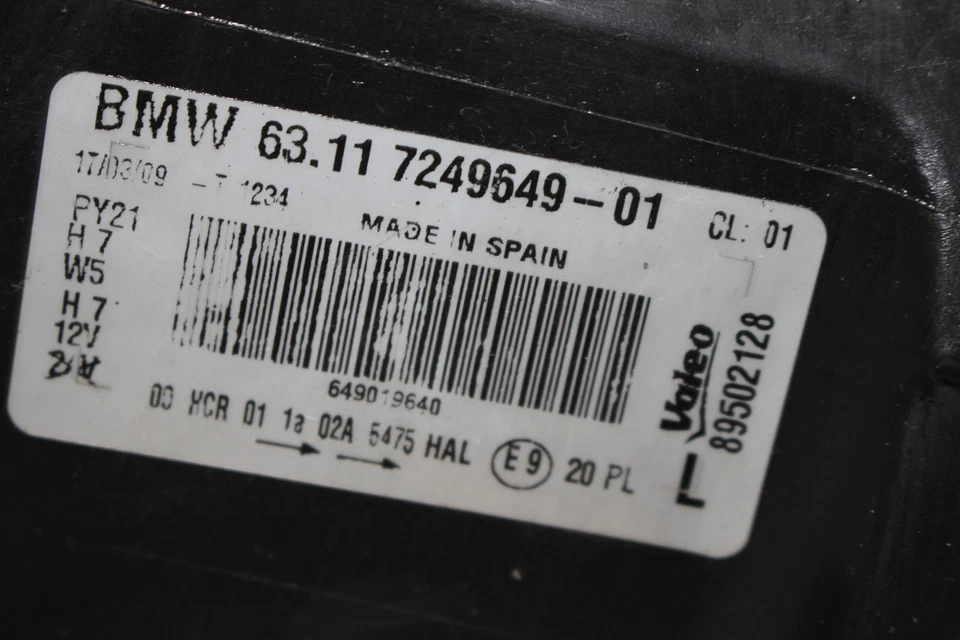 BMW 63.11 7249649-01
CL: 01
17/03/09 -T 1234
MADE IN SPAIN
PY21
H 7
W5
H 7
12V
649019640
00 HCR 01 1a 02A 5475 HAL E9 20 PL
Valeo
89502128
L